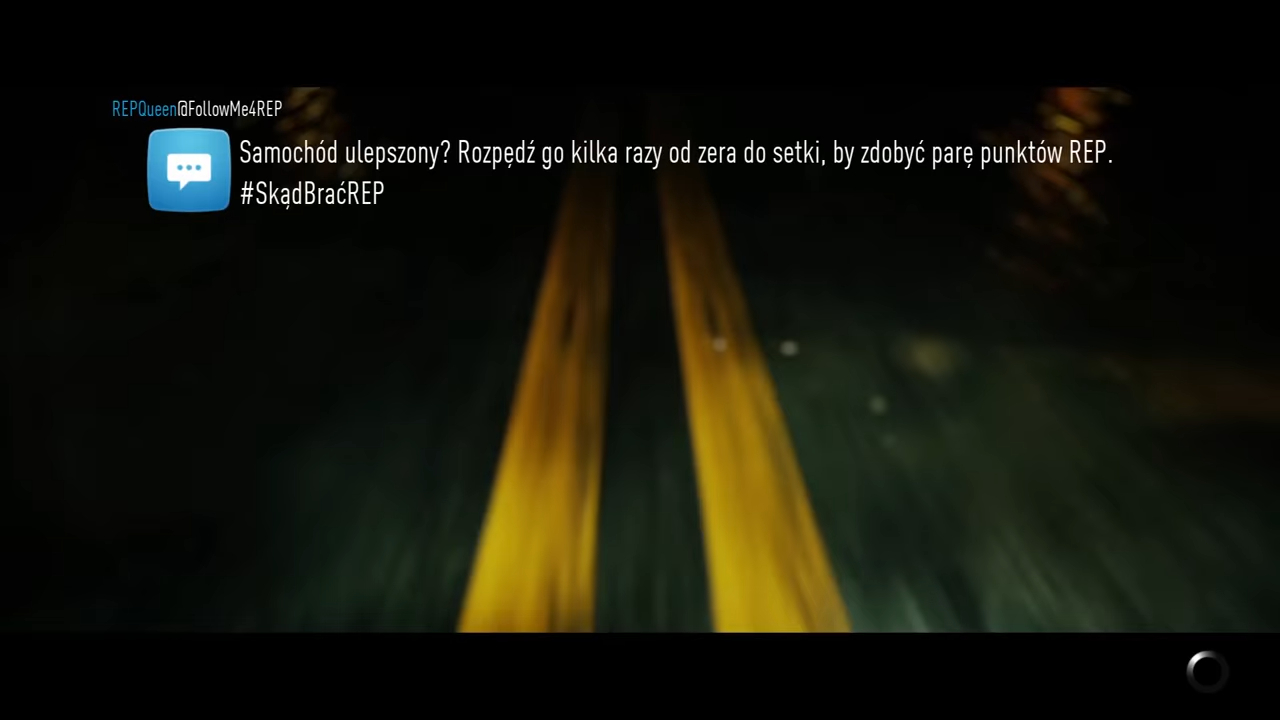 REPQueen@FollowMe4REP
Samochód ulepszony? Rozpędź go kilka razy od zera do setki, by zdobyć parę punktów REP.
#SkądBraćREP